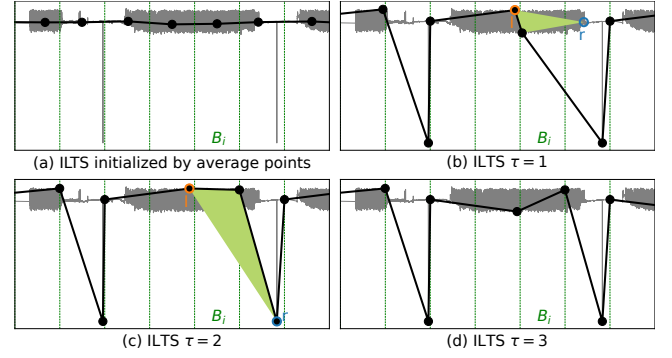 B_i
(a) ILTS initialized by average points
l
r
B_i
(b) ILTS τ = 1
l
r
B_i
(c) ILTS τ = 2
B_i
(d) ILTS τ = 3